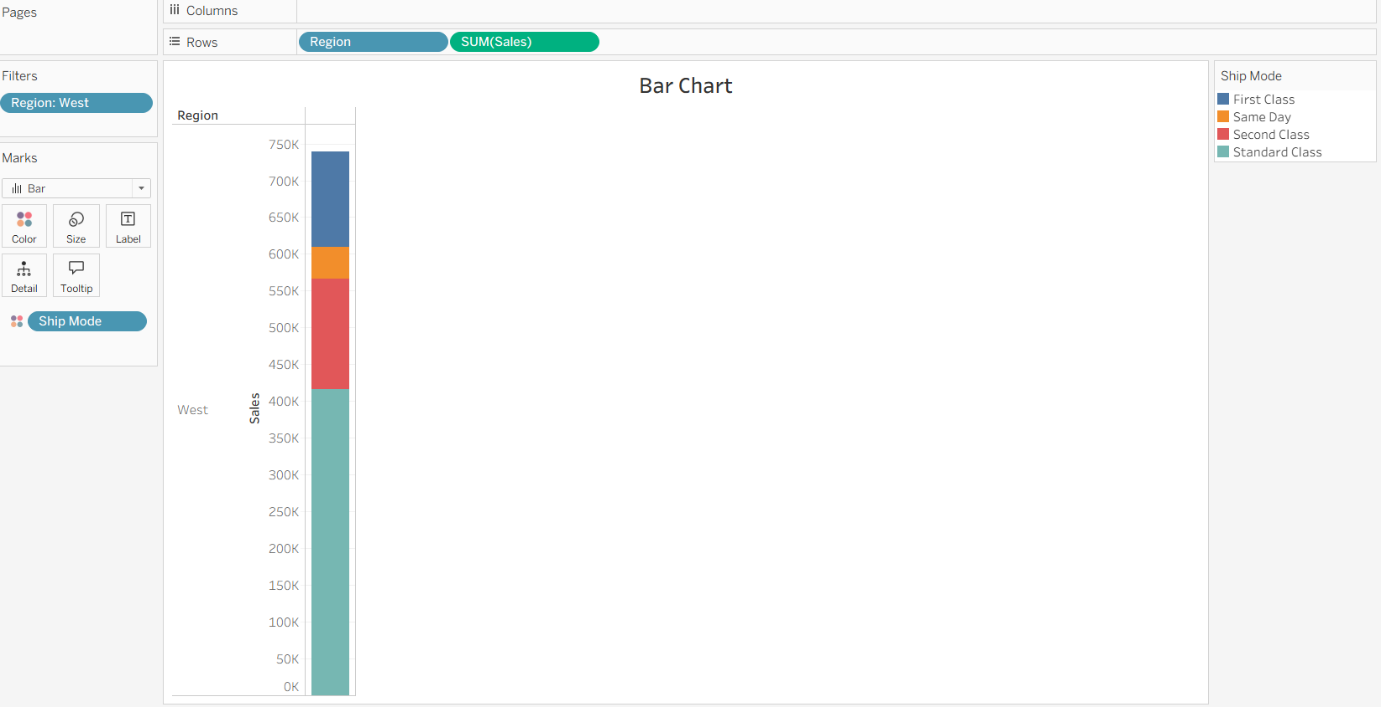 Pages
Columns
Rows
Region
SUM(Sales)
Filters
Region: West
Marks
Bar
Color
Size
Label
Detail
Tooltip
Ship Mode
Bar Chart
Region
750K
700K
650K
600K
550K
500K
450K
400K
350K
300K
250K
200K
150K
100K
50K
0K
West
Sales
Ship Mode
First Class
Same Day
Second Class
Standard Class